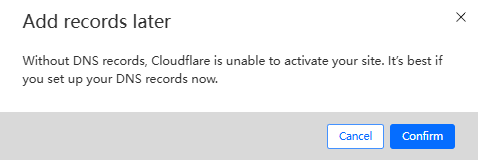 Add records later
Without DNS records, Cloudflare is unable to activate your site. It’s best if
you set up your DNS records now.
Cancel
Confirm